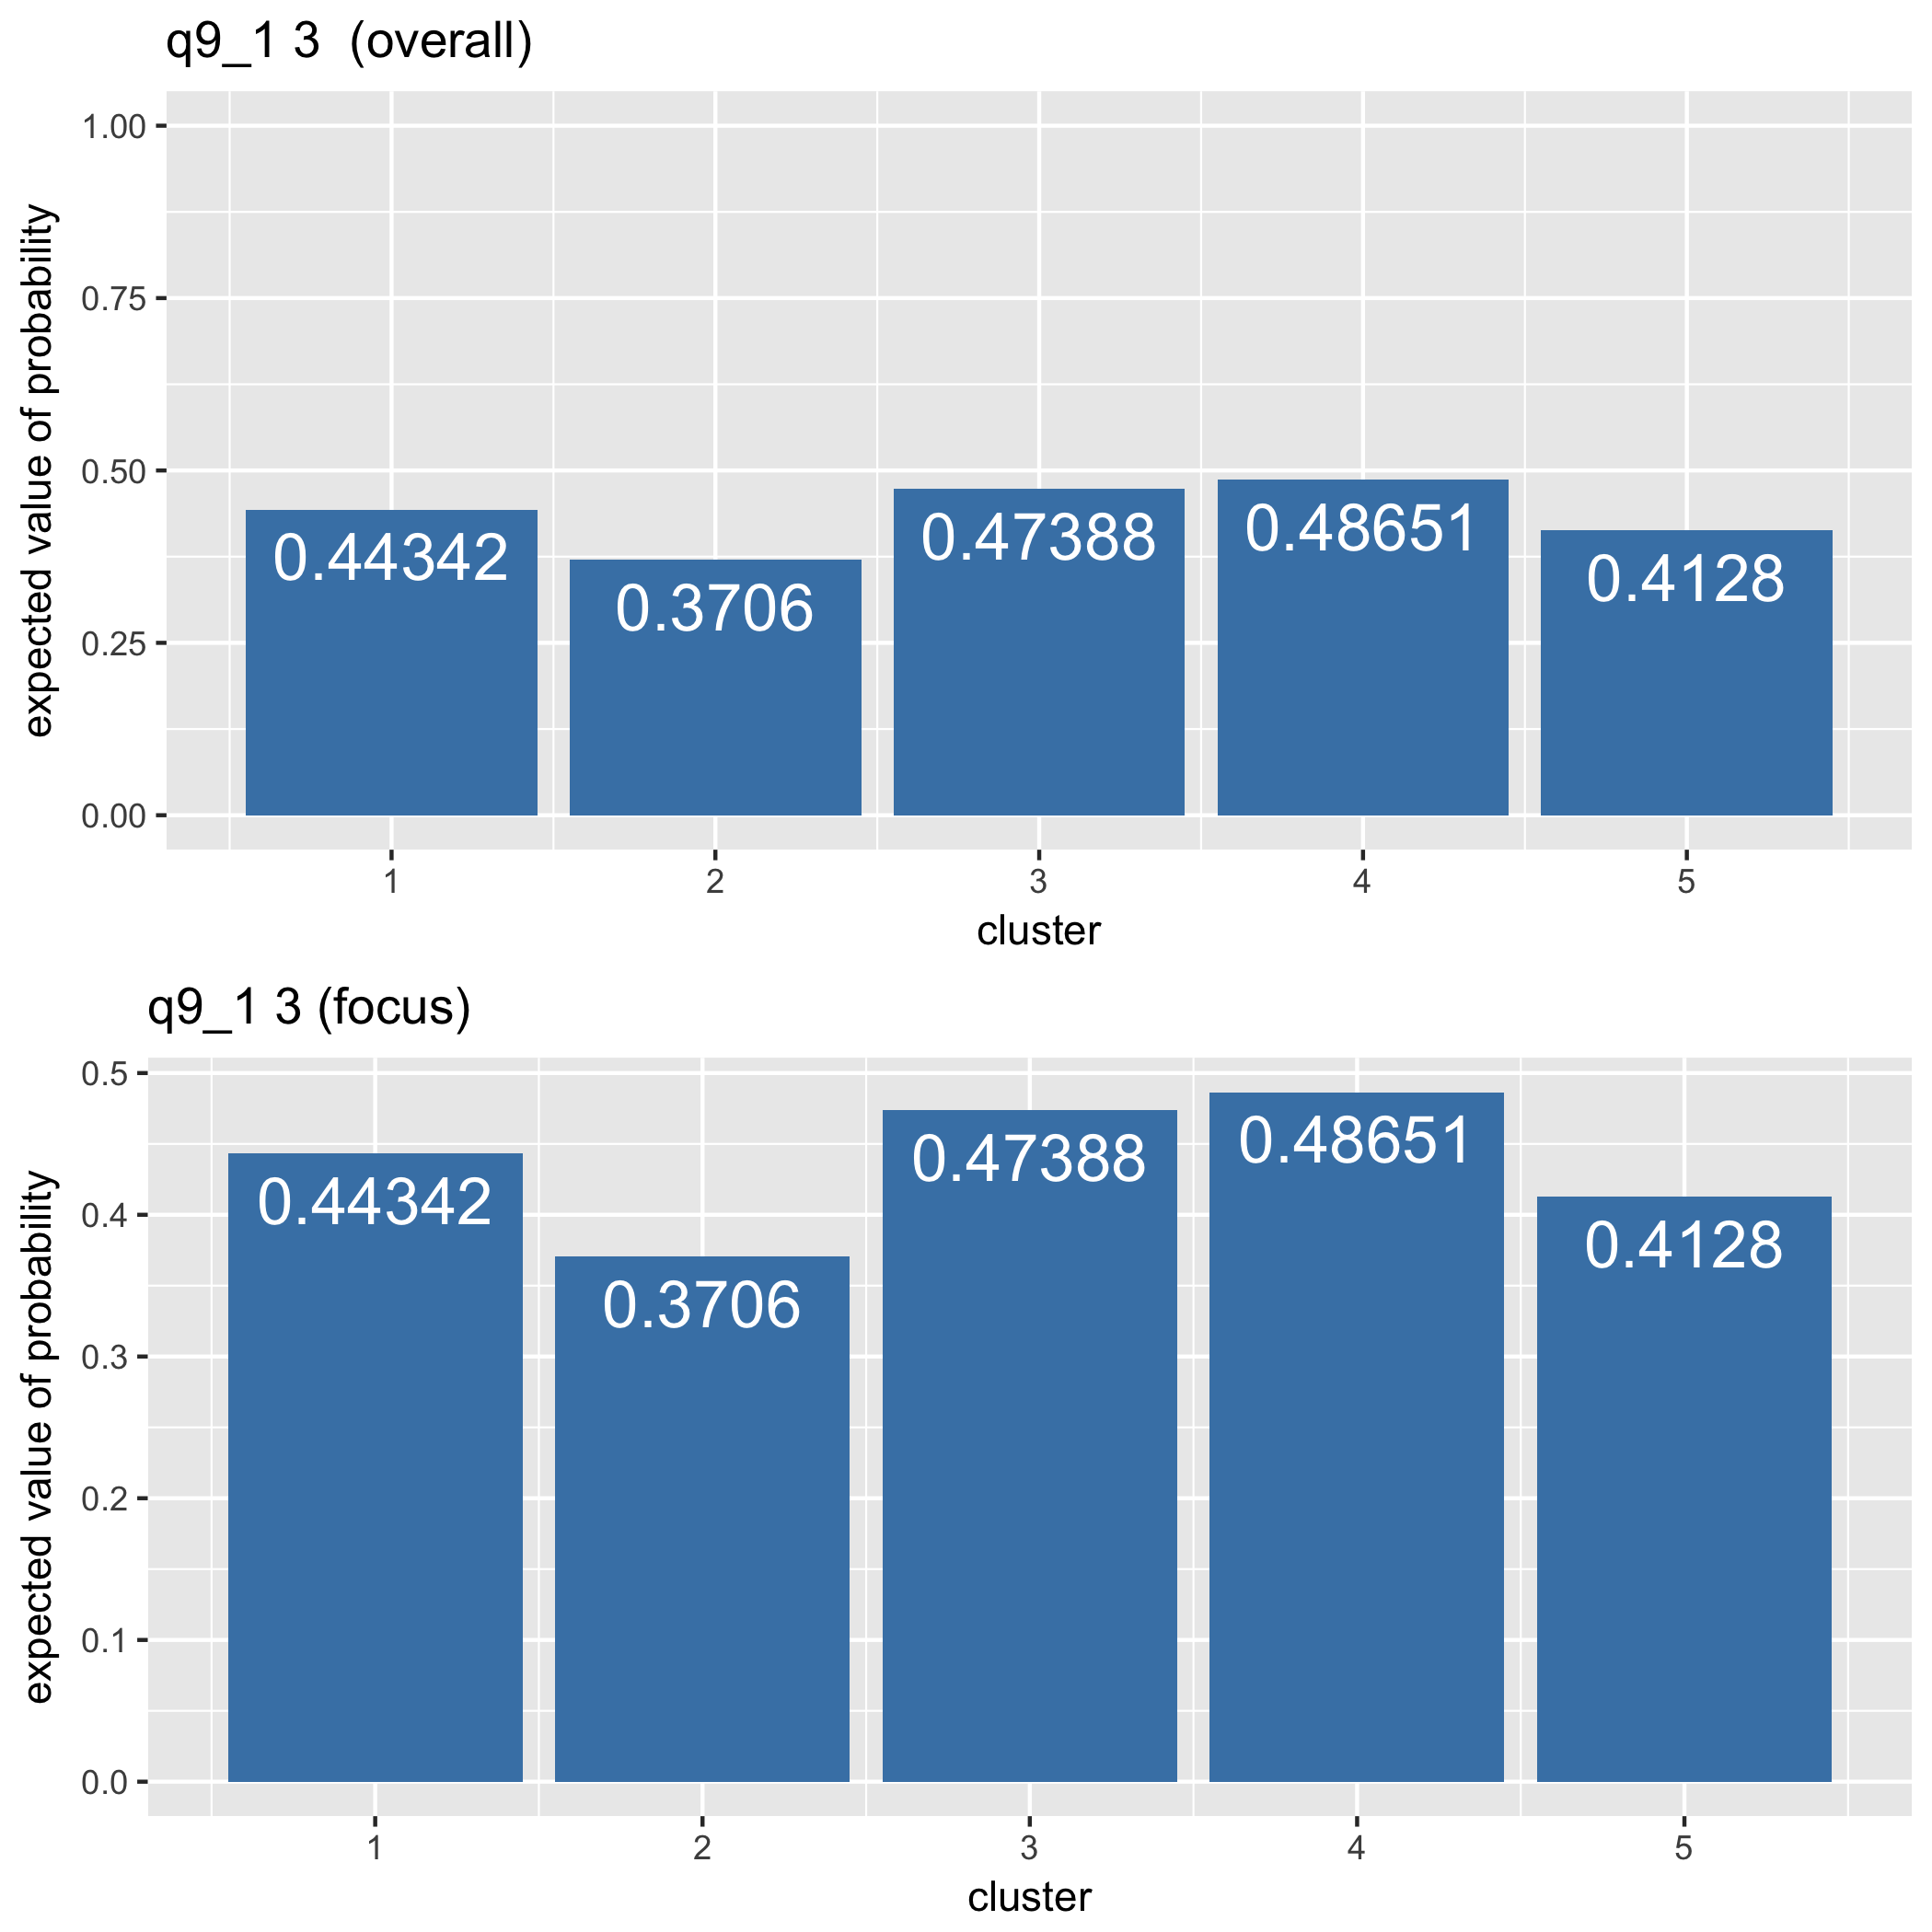 q9_1 3  (overall)
expected value of probability
1.00
0.75
0.50
0.25
0.00
0.44342
0.3706
0.47388
0.48651
0.4128
1 2 3 4 5
cluster
q9_1 3 (focus)
expected value of probability
0.5
0.4
0.3
0.2
0.1
0.0
0.44342
0.3706
0.47388
0.48651
0.4128
1 2 3 4 5
cluster